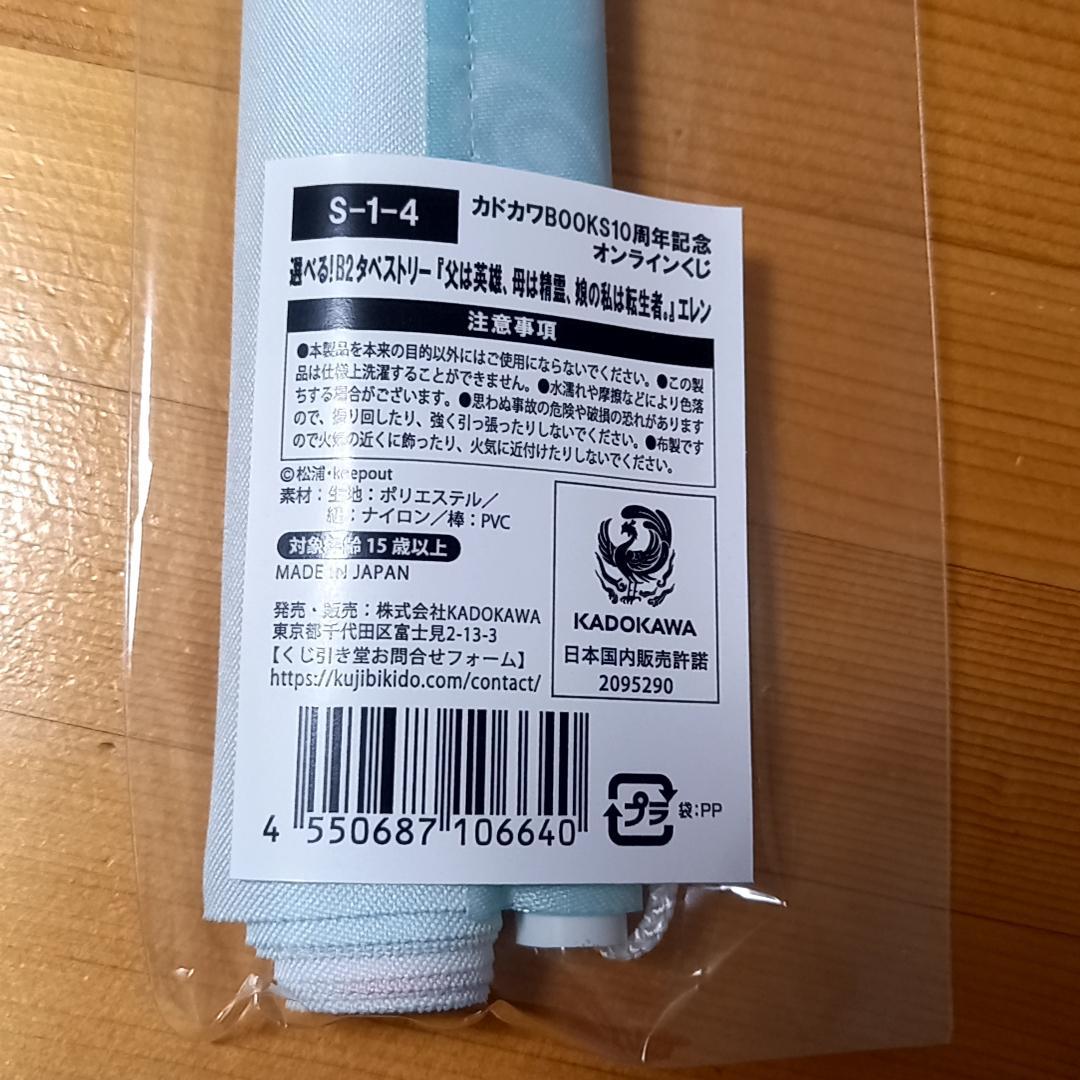 S-1-4
カドカワBOOKS10周年記念
オンラインくじ
選べる!B2タペストリー『父は英雄、母は精霊、娘の私は転生者。』エレン
注意事項
●本製品を本来の目的以外にはご使用にならないでください。●この製
品は仕様上洗濯することができません。●水濡れや摩擦などにより色落
ちする場合がございます。●思わぬ事故の危険や破損の恐れがあります
ので、振り回したり、強く引っ張ったりしないでください。●布製です
ので火気の近くに飾ったり、火気に近付けたりしないでください。
©松浦・keepout
素材：生地：ポリエステル／
紐：ナイロン／棒：PVC
対象年齢 15 歳以上
MADE IN JAPAN
発売・販売：株式会社KADOKAWA
東京都千代田区富士見2-13-3
【くじ引き堂お問合せフォーム】
https://kujibikido.com/contact/
KADOKAWA
日本国内販売許諾
2095290
4 550687 106640
プラ
袋：PP